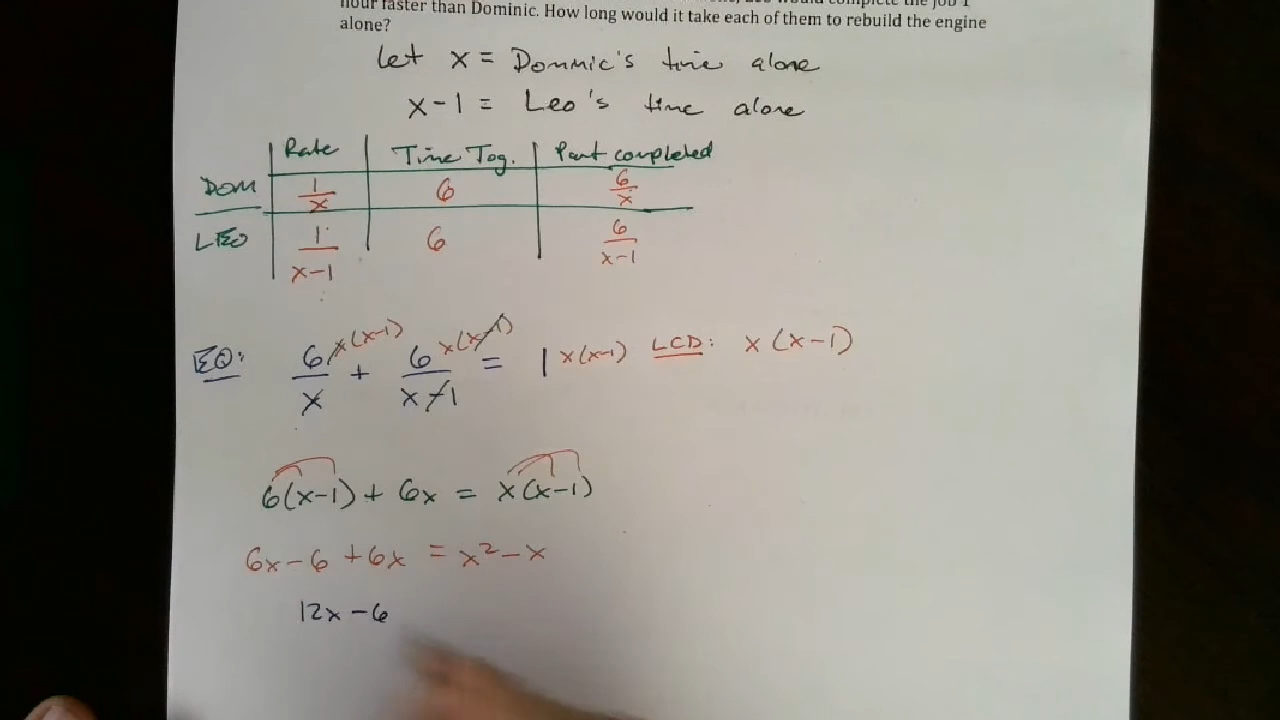 hour faster than Dominic. How long would it take each of them to rebuild the engine
alone?
Let x = Dominic's time alone
x-1 = Leo's time alone
Rate Time Tog. Part completed
DOM 1/x 6 6/x
LEO 1/(x-1) 6 6/(x-1)
EQ: 6/x x(x-1) + 6/(x-1) x(x-1) = 1 x(x-1) LCD: x(x-1)
6(x-1) + 6x = x(x-1)
6x - 6 + 6x = x² - x
12x - 6